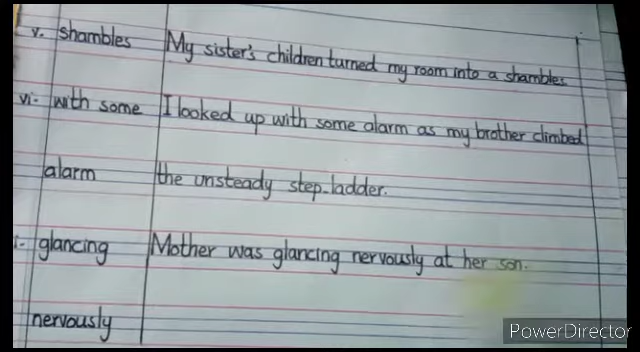 v. shambles My sister's children turned my room into a shambles.
vi. with some I looked up with some alarm as my brother climbed
alarm the unsteady step-ladder.
glancing Mother was glancing nervously at her son.
nervously
PowerDirector